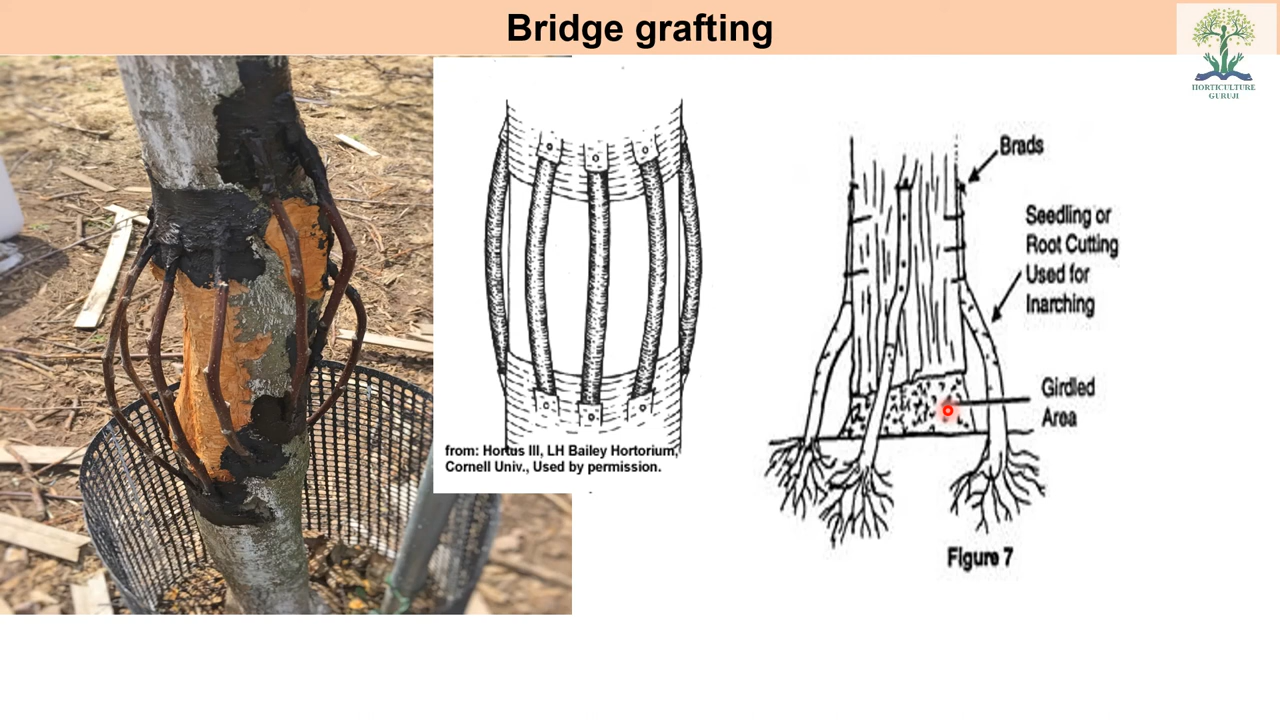 Bridge grafting
HORTICULTURE
GURUJI
Brads
Seedling or
Root Cutting
Used for
Inarching
Girdled
Area
from: Hortus III, LH Bailey Hortorium,
Cornell Univ., Used by permission.
Figure 7